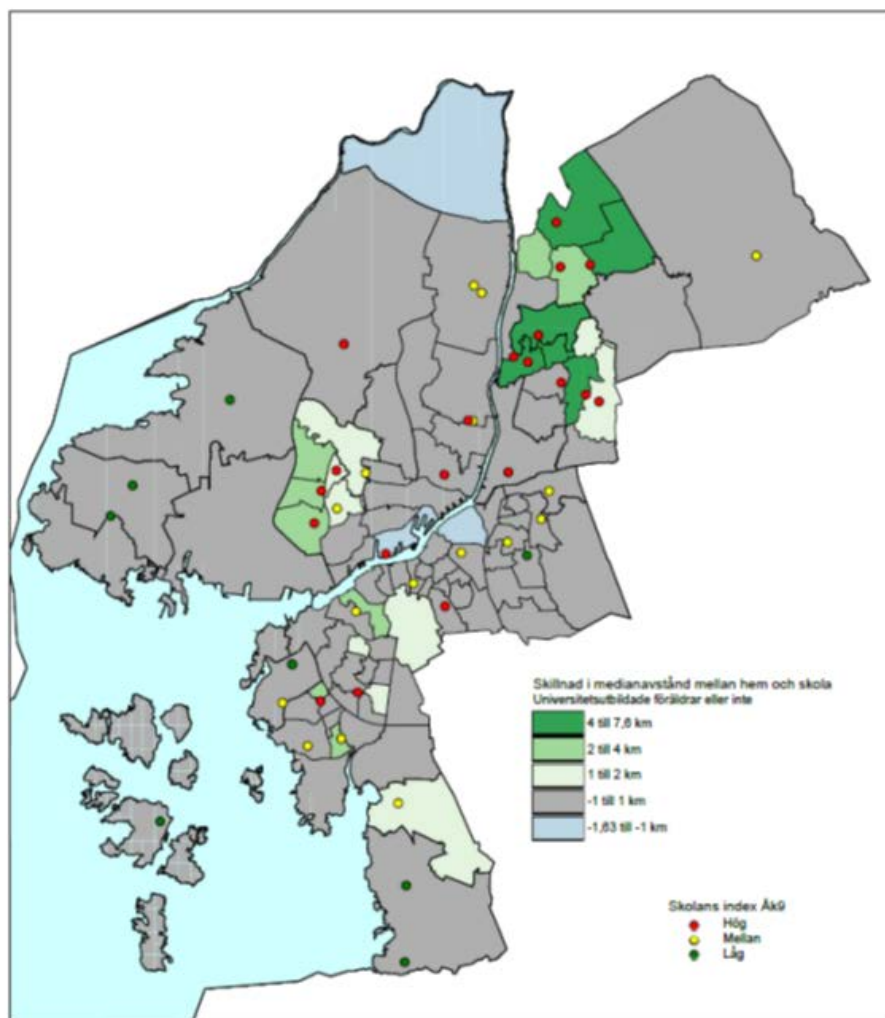 Skillnad i medianavstånd mellan hem och skola
Universitetsutbildade föräldrar eller inte
4 till 7,6 km
2 till 4 km
1 till 2 km
-1 till 1 km
-1,63 till -1 km
Skolans index Åk9
Hög
Mellan
Låg